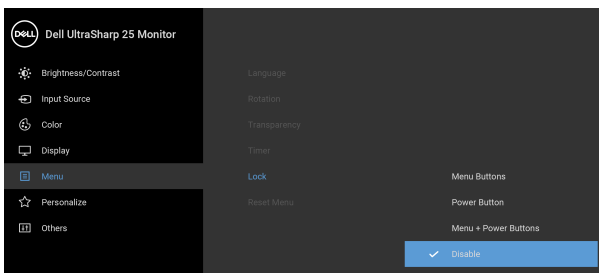 DELL Dell UltraSharp 25 Monitor
Brightness/Contrast
Language
Input Source
Rotation
Color
Transparency
Display
Timer
Menu
Lock
Menu Buttons
Personalize
Reset Menu
Power Button
Others
Menu + Power Buttons
Disable